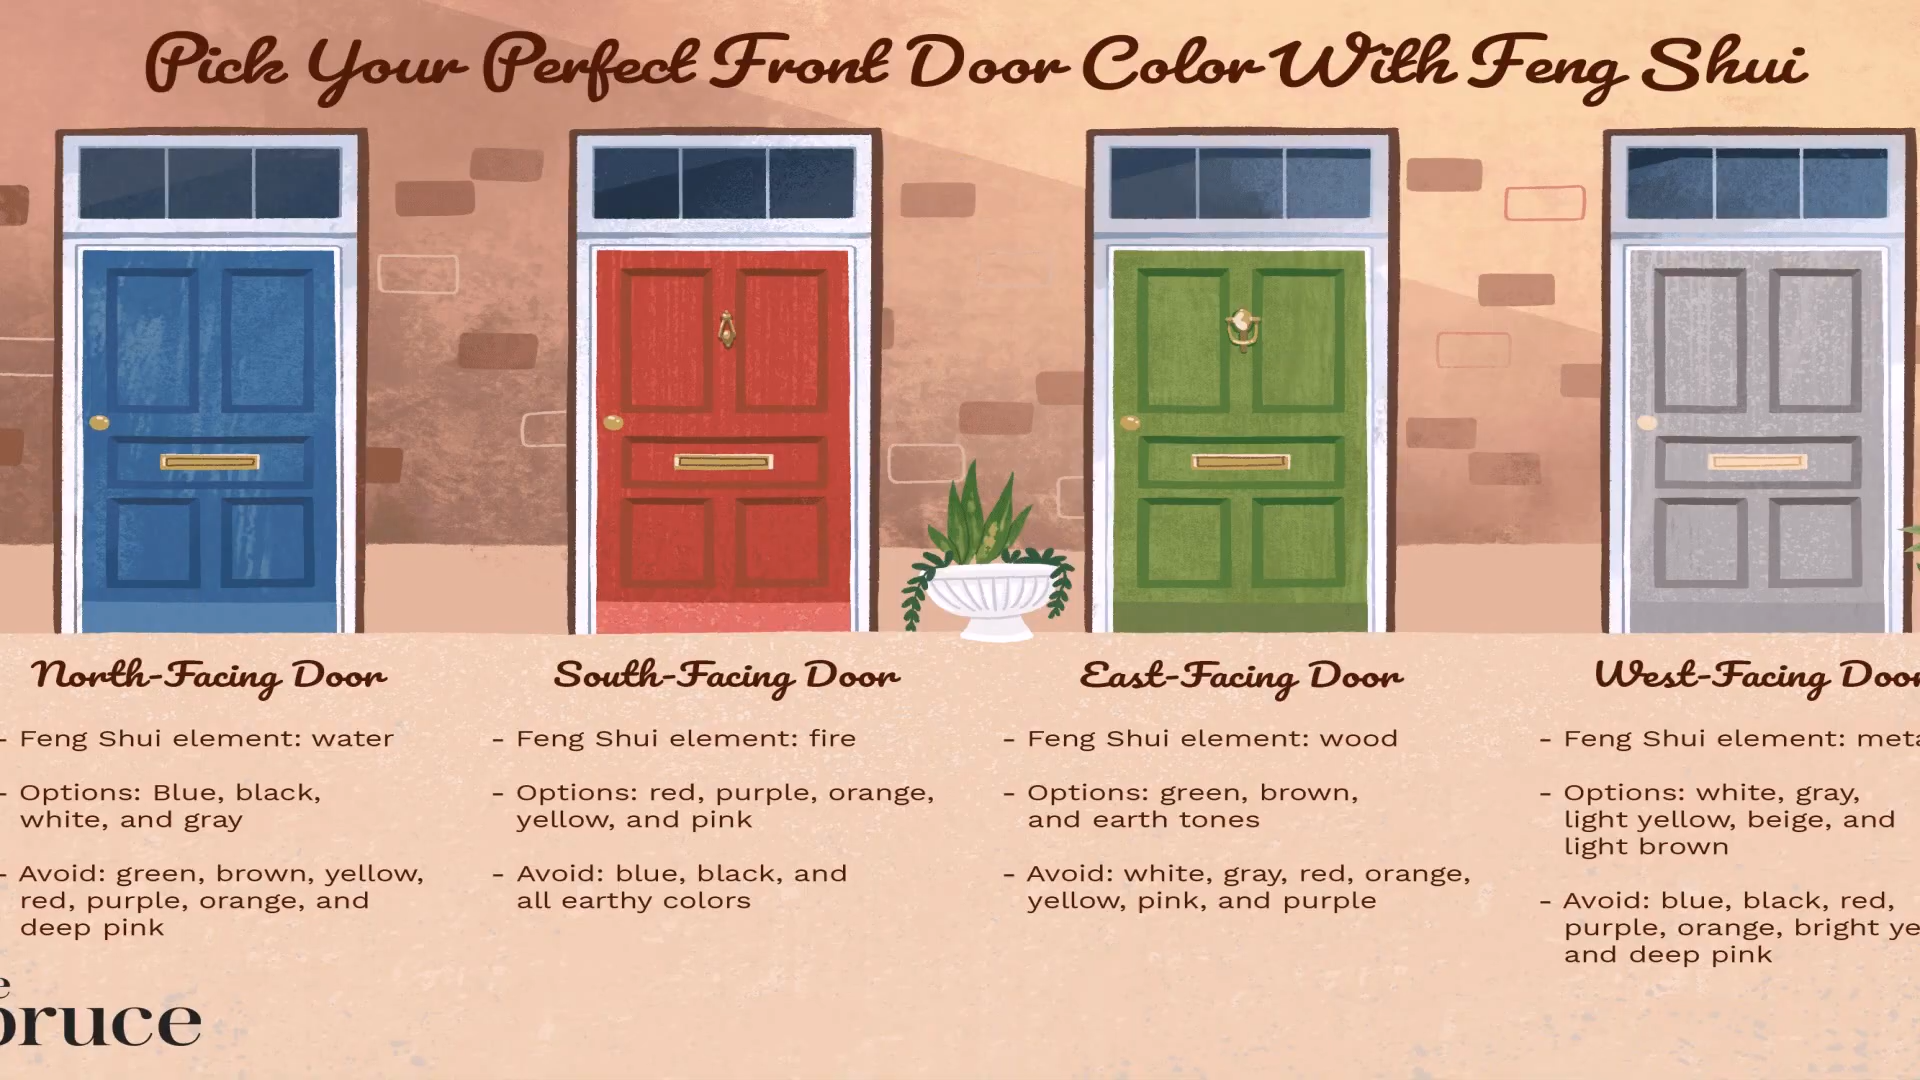 Pick Your Perfect Front Door Color With Feng Shui
North-Facing Door
- Feng Shui element: water
- Options: Blue, black,
white, and gray
- Avoid: green, brown, yellow,
red, purple, orange, and
deep pink
South-Facing Door
- Feng Shui element: fire
- Options: red, purple, orange,
yellow, and pink
- Avoid: blue, black, and
all earthy colors
East-Facing Door
- Feng Shui element: wood
- Options: green, brown,
and earth tones
- Avoid: white, gray, red, orange,
yellow, pink, and purple
West-Facing Door
- Feng Shui element:
- Options: white, gray,
light yellow, beige, and
light brown
- Avoid: blue, black, red,
purple, orange, bright
and deep pink